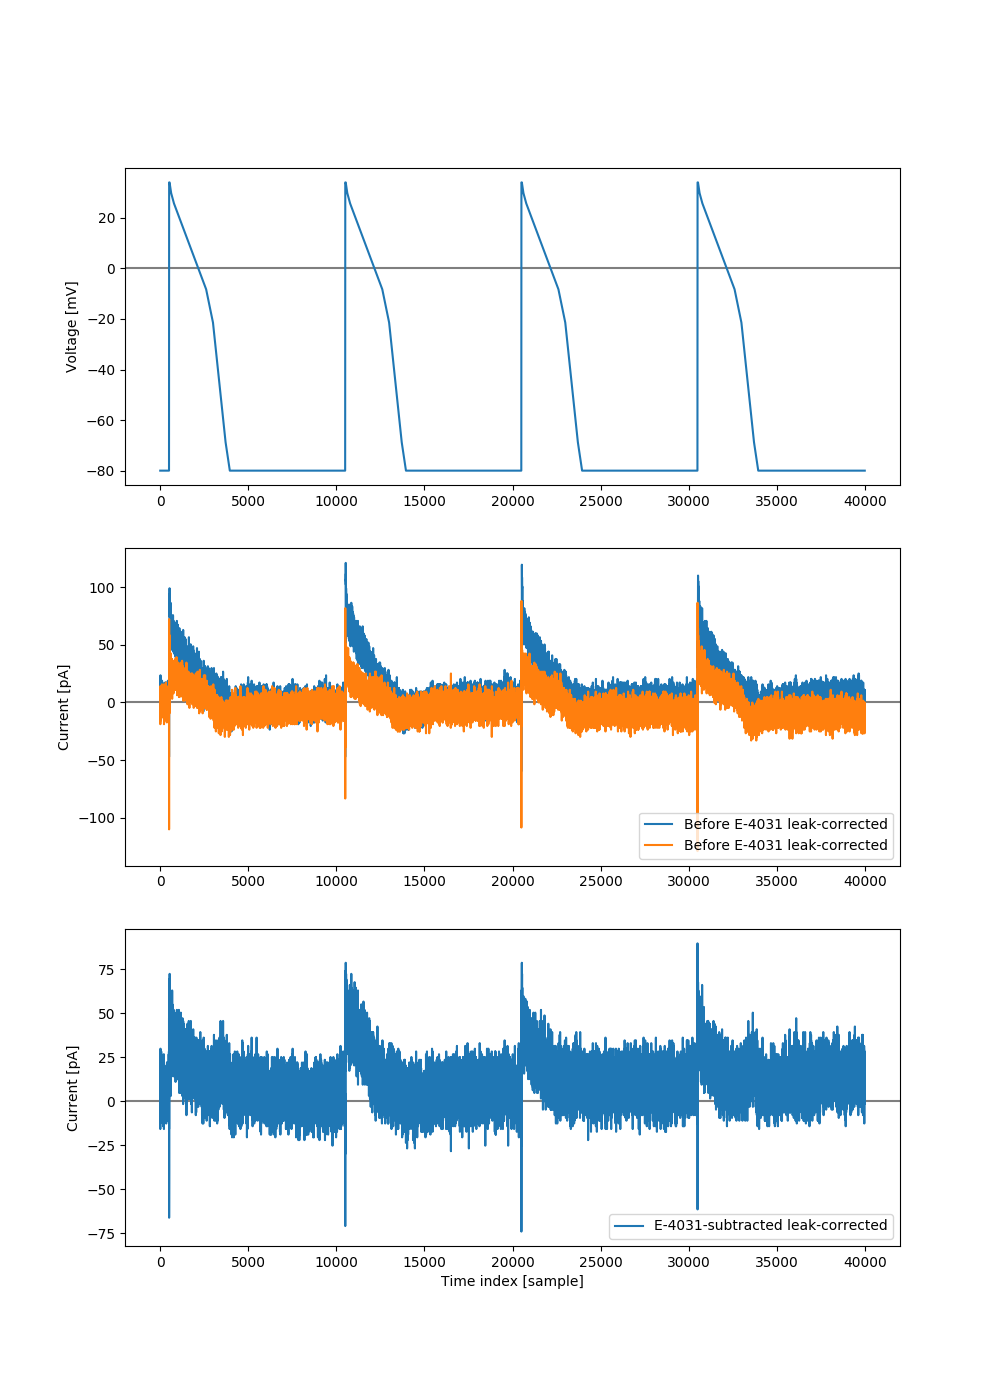 Voltage [mV]
20
0
−20
−40
−60
−80
0 5000 10000 15000 20000 25000 30000 35000 40000
Current [pA]
100
50
0
−50
−100
Before E-4031 leak-corrected
Before E-4031 leak-corrected
0 5000 10000 15000 20000 25000 30000 35000 40000
Current [pA]
75
50
25
0
−25
−50
−75
E-4031-subtracted leak-corrected
0 5000 10000 15000 20000 25000 30000 35000 40000
Time index [sample]